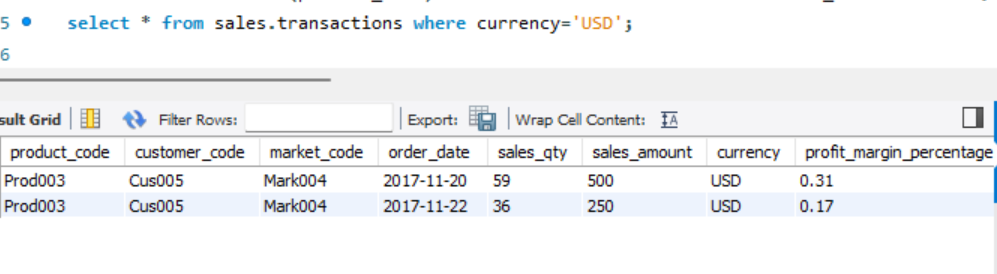 5 select * from sales.transactions where currency='USD';
6
sult Grid Filter Rows: Export: Wrap Cell Content:
product_code customer_code market_code order_date sales_qty sales_amount currency profit_margin_percentage
Prod003 Cus005 Mark004 2017-11-20 59 500 USD 0.31
Prod003 Cus005 Mark004 2017-11-22 36 250 USD 0.17